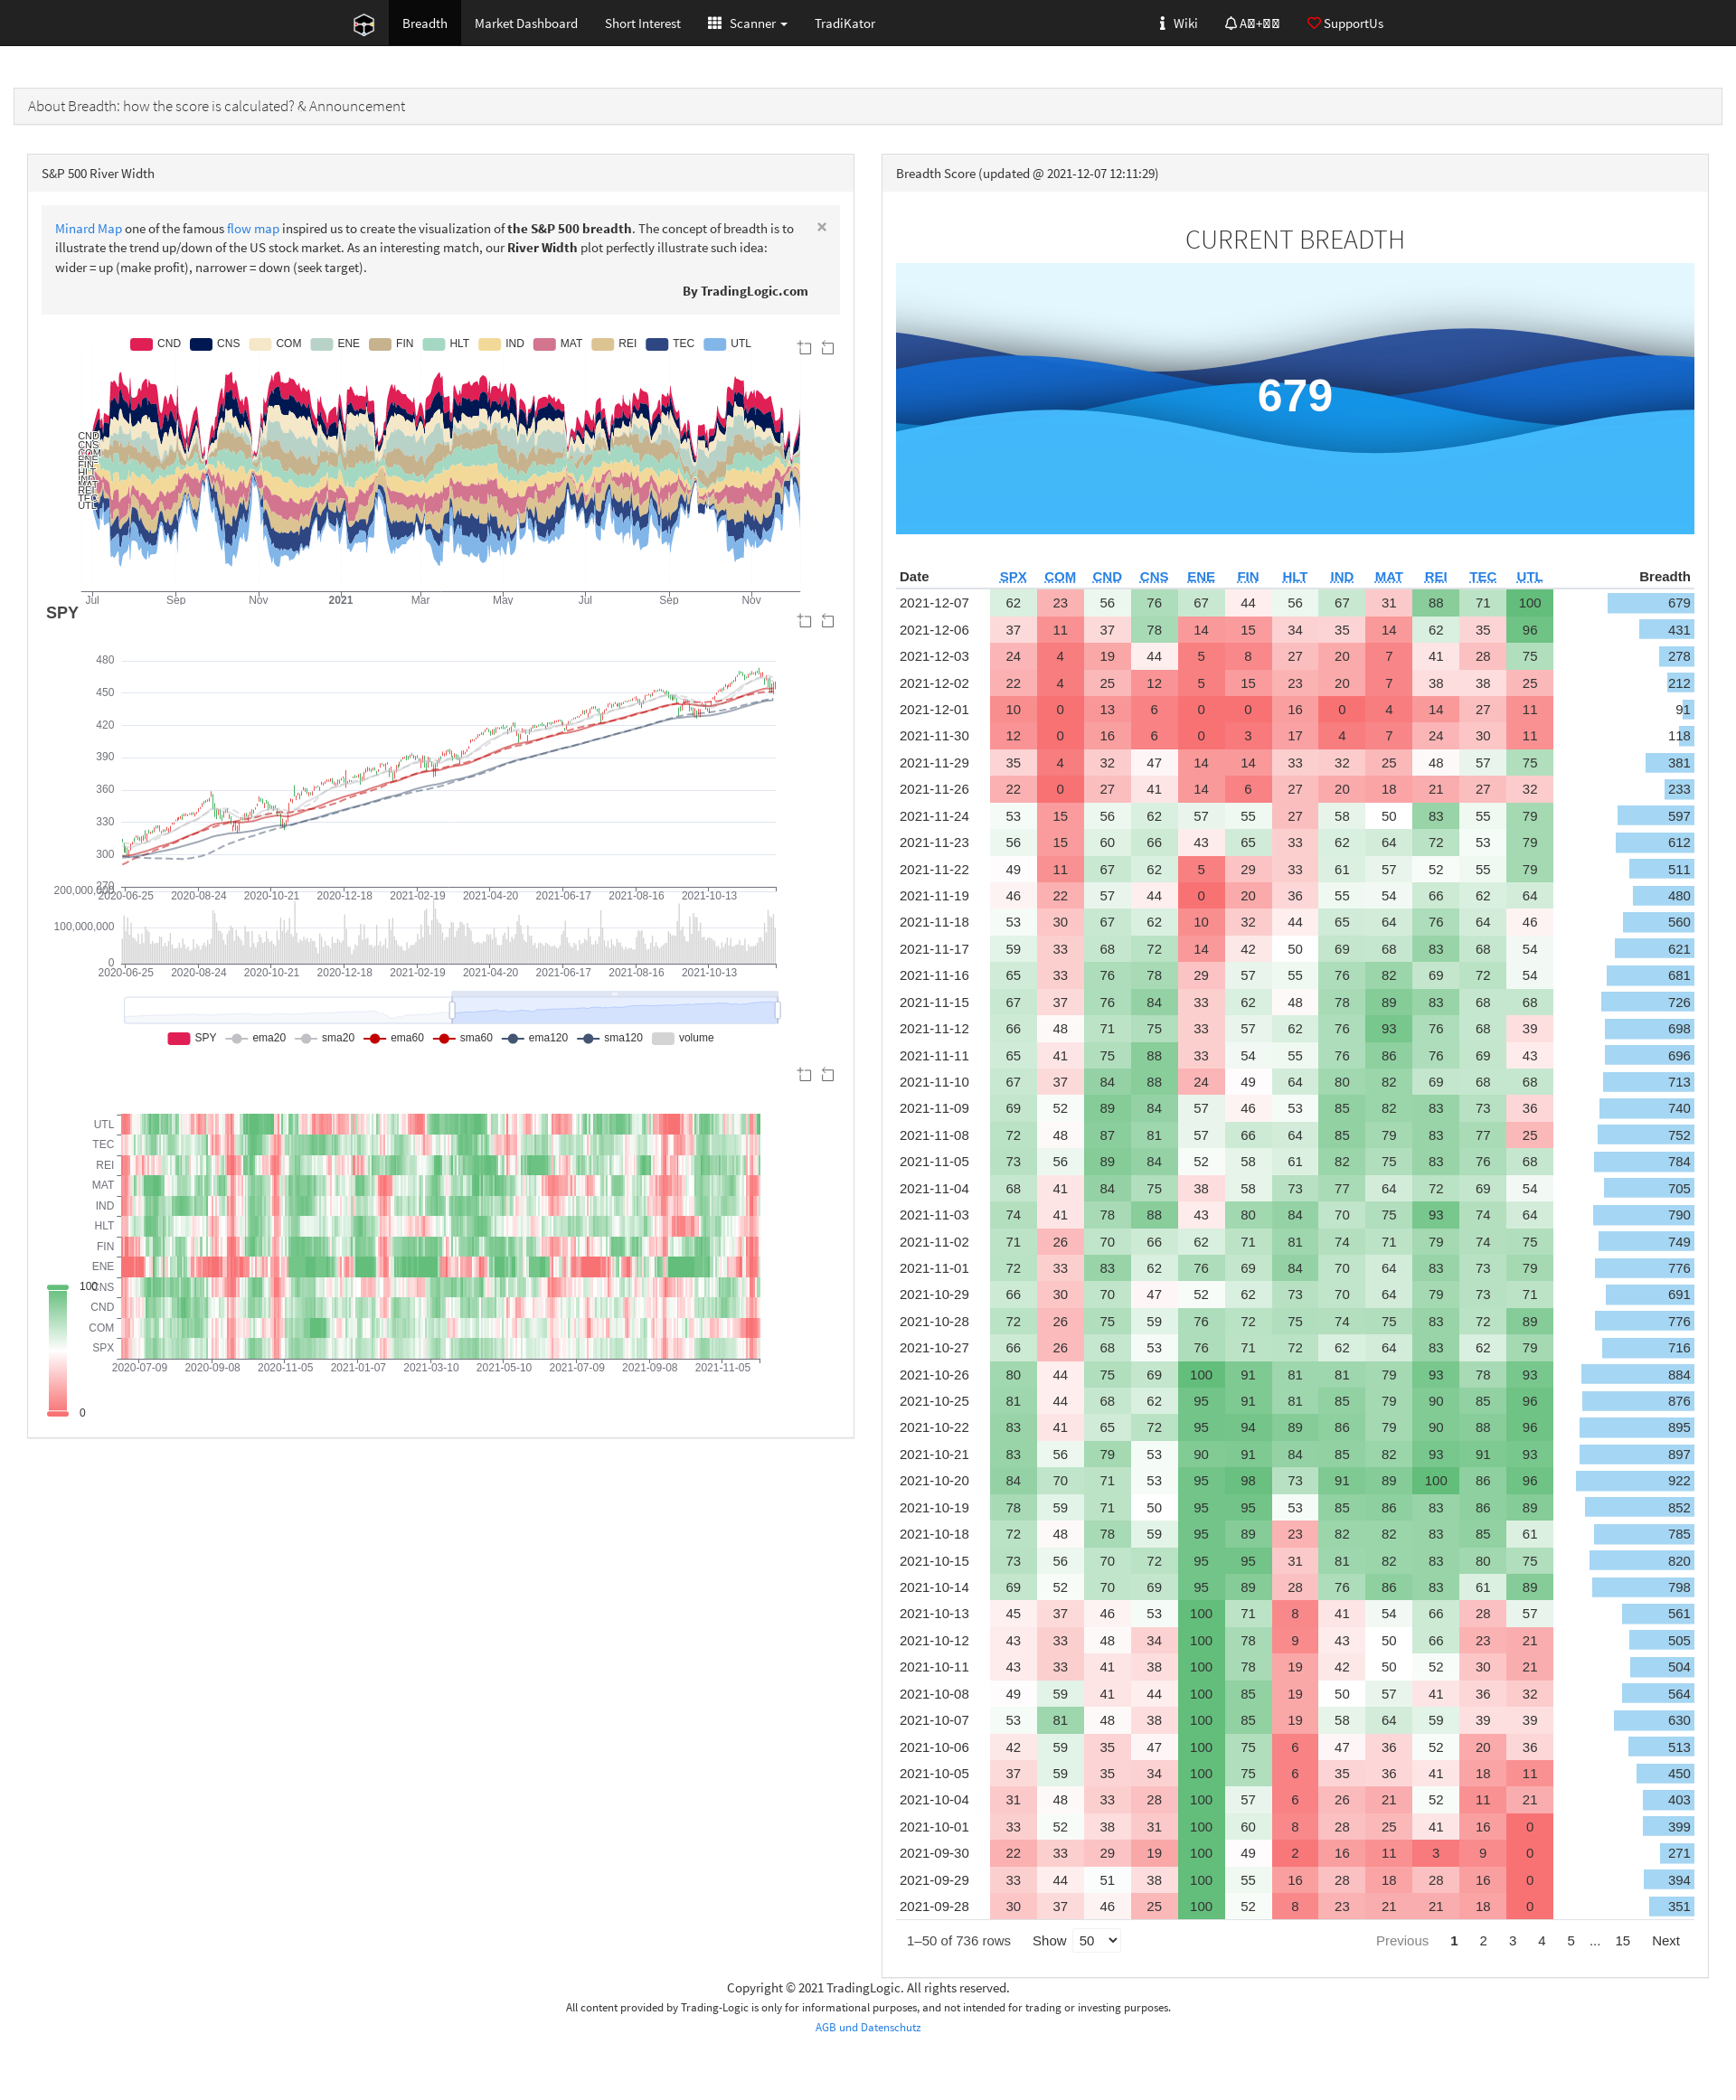 Breadth Market Dashboard Short Interest Scanner TradiKator Wiki SupportUs
About Breadth: how the score is calculated? & Announcement
S&P 500 River Width
Minard Map one of the famous flow map inspired us to create the visualization of the S&P 500 breadth. The concept of breadth is to
illustrate the trend up/down of the US stock market. As an interesting match, our River Width plot perfectly illustrate such idea:
wider = up (make profit), narrower = down (seek target).
×
By TradingLogic.com
CND CNS COM ENE FIN HLT IND MAT REI TEC UTL
CND
CNS
COM
ENE
FIN
HLT
IND
MAT
REI
TEC
UTL
Jul Sep Nov 2021 Mar May Jul Sep Nov
SPY
480
450
420
390
360
330
300
270
2020-06-25 2020-08-24 2020-10-21 2020-12-18 2021-02-19 2021-04-20 2021-06-17 2021-08-16 2021-10-13
200,000,000
100,000,000
0
2020-06-25 2020-08-24 2020-10-21 2020-12-18 2021-02-19 2021-04-20 2021-06-17 2021-08-16 2021-10-13
SPY ema20 sma20 ema60 sma60 ema120 sma120 volume
UTL
TEC
REI
MAT
IND
HLT
FIN
ENE
CNS
CND
COM
SPX
2020-07-09 2020-09-08 2020-11-05 2021-01-07 2021-03-10 2021-05-10 2021-07-09 2021-09-08 2021-11-05
100
0
Breadth Score (updated @ 2021-12-07 12:11:29)
CURRENT BREADTH
679
Date SPX COM CND CNS ENE FIN HLT IND MAT REI TEC UTL Breadth
2021-12-07 62 23 56 76 67 44 56 67 31 88 71 100 679
2021-12-06 37 11 37 78 14 15 34 35 14 62 35 96 431
2021-12-03 24 4 19 44 5 8 27 20 7 41 28 75 278
2021-12-02 22 4 25 12 5 15 23 20 7 38 38 25 212
2021-12-01 10 0 13 6 0 0 16 0 4 14 27 11 91
2021-11-30 12 0 16 6 0 3 17 4 7 24 30 11 118
2021-11-29 35 4 32 47 14 14 33 32 25 48 57 75 381
2021-11-26 22 0 27 41 14 6 27 20 18 21 27 32 233
2021-11-24 53 15 56 62 57 55 27 58 50 83 55 79 597
2021-11-23 56 15 60 66 43 65 33 62 64 72 53 79 612
2021-11-22 49 11 67 62 5 29 33 61 57 52 55 79 511
2021-11-19 46 22 57 44 0 20 36 55 54 66 62 64 480
2021-11-18 53 30 67 62 10 32 44 65 64 76 64 46 560
2021-11-17 59 33 68 72 14 42 50 69 68 83 68 54 621
2021-11-16 65 33 76 78 29 57 55 76 82 69 72 54 681
2021-11-15 67 37 76 84 33 62 48 78 89 83 68 68 726
2021-11-12 66 48 71 75 33 57 62 76 93 76 68 39 698
2021-11-11 65 41 75 88 33 54 55 76 86 76 69 43 696
2021-11-10 67 37 84 88 24 49 64 80 82 69 68 68 713
2021-11-09 69 52 89 84 57 46 53 85 82 83 73 36 740
2021-11-08 72 48 87 81 57 66 64 85 79 83 77 25 752
2021-11-05 73 56 89 84 52 58 61 82 75 83 76 68 784
2021-11-04 68 41 84 75 38 58 73 77 64 72 69 54 705
2021-11-03 74 41 78 88 43 80 84 70 75 93 74 64 790
2021-11-02 71 26 70 66 62 71 81 74 71 79 74 75 749
2021-11-01 72 33 83 62 76 69 84 70 64 83 73 79 776
2021-10-29 66 30 70 47 52 62 73 70 64 79 73 71 691
2021-10-28 72 26 75 59 76 72 75 74 75 83 72 89 776
2021-10-27 66 26 68 53 76 71 72 62 64 83 62 79 716
2021-10-26 80 44 75 69 100 91 81 81 79 93 78 93 884
2021-10-25 81 44 68 62 95 91 81 85 79 90 85 96 876
2021-10-22 83 41 65 72 95 94 89 86 79 90 88 96 895
2021-10-21 83 56 79 53 90 91 84 85 82 93 91 93 897
2021-10-20 84 70 71 53 95 98 73 91 89 100 86 96 922
2021-10-19 78 59 71 50 95 95 53 85 86 83 86 89 852
2021-10-18 72 48 78 59 95 89 23 82 82 83 85 61 785
2021-10-15 73 56 70 72 95 95 31 81 82 83 80 75 820
2021-10-14 69 52 70 69 95 89 28 76 86 83 61 89 798
2021-10-13 45 37 46 53 100 71 8 41 54 66 28 57 561
2021-10-12 43 33 48 34 100 78 9 43 50 66 23 21 505
2021-10-11 43 33 41 38 100 78 19 42 50 52 30 21 504
2021-10-08 49 59 41 44 100 85 19 50 57 41 36 32 564
2021-10-07 53 81 48 38 100 85 19 58 64 59 39 39 630
2021-10-06 42 59 35 47 100 75 6 47 36 52 20 36 513
2021-10-05 37 59 35 34 100 75 6 35 36 41 18 11 450
2021-10-04 31 48 33 28 100 57 6 26 21 52 11 21 403
2021-10-01 33 52 38 31 100 60 8 28 25 41 16 0 399
2021-09-30 22 33 29 19 100 49 2 16 11 3 9 0 271
2021-09-29 33 44 51 38 100 55 16 28 18 28 16 0 394
2021-09-28 30 37 46 25 100 52 8 23 21 21 18 0 351
1–50 of 736 rows Show 50 Previous 1 2 3 4 5 ... 15 Next
Copyright © 2021 TradingLogic. All rights reserved.
All content provided by Trading-Logic is only for informational purposes, and not intended for trading or investing purposes.
AGB und Datenschutz